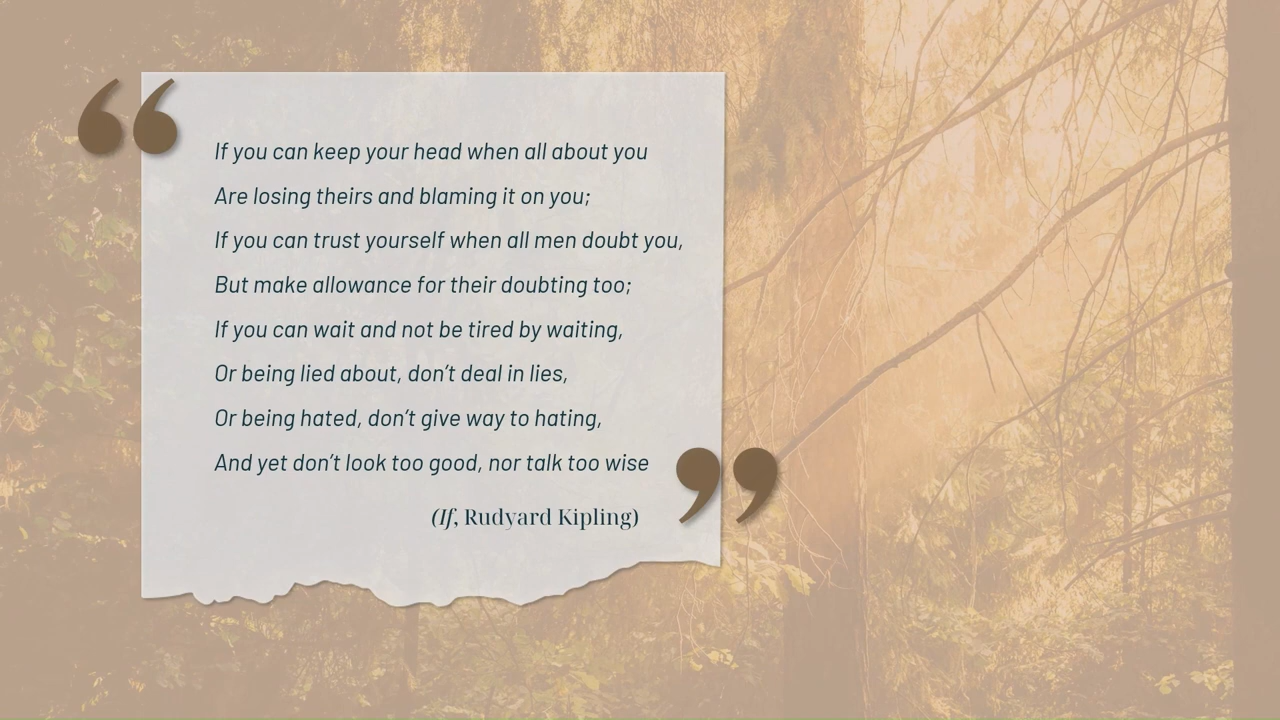 “
If you can keep your head when all about you
Are losing theirs and blaming it on you;
If you can trust yourself when all men doubt you,
But make allowance for their doubting too;
If you can wait and not be tired by waiting,
Or being lied about, don’t deal in lies,
Or being hated, don’t give way to hating,
And yet don’t look too good, nor talk too wise
”
(If, Rudyard Kipling)